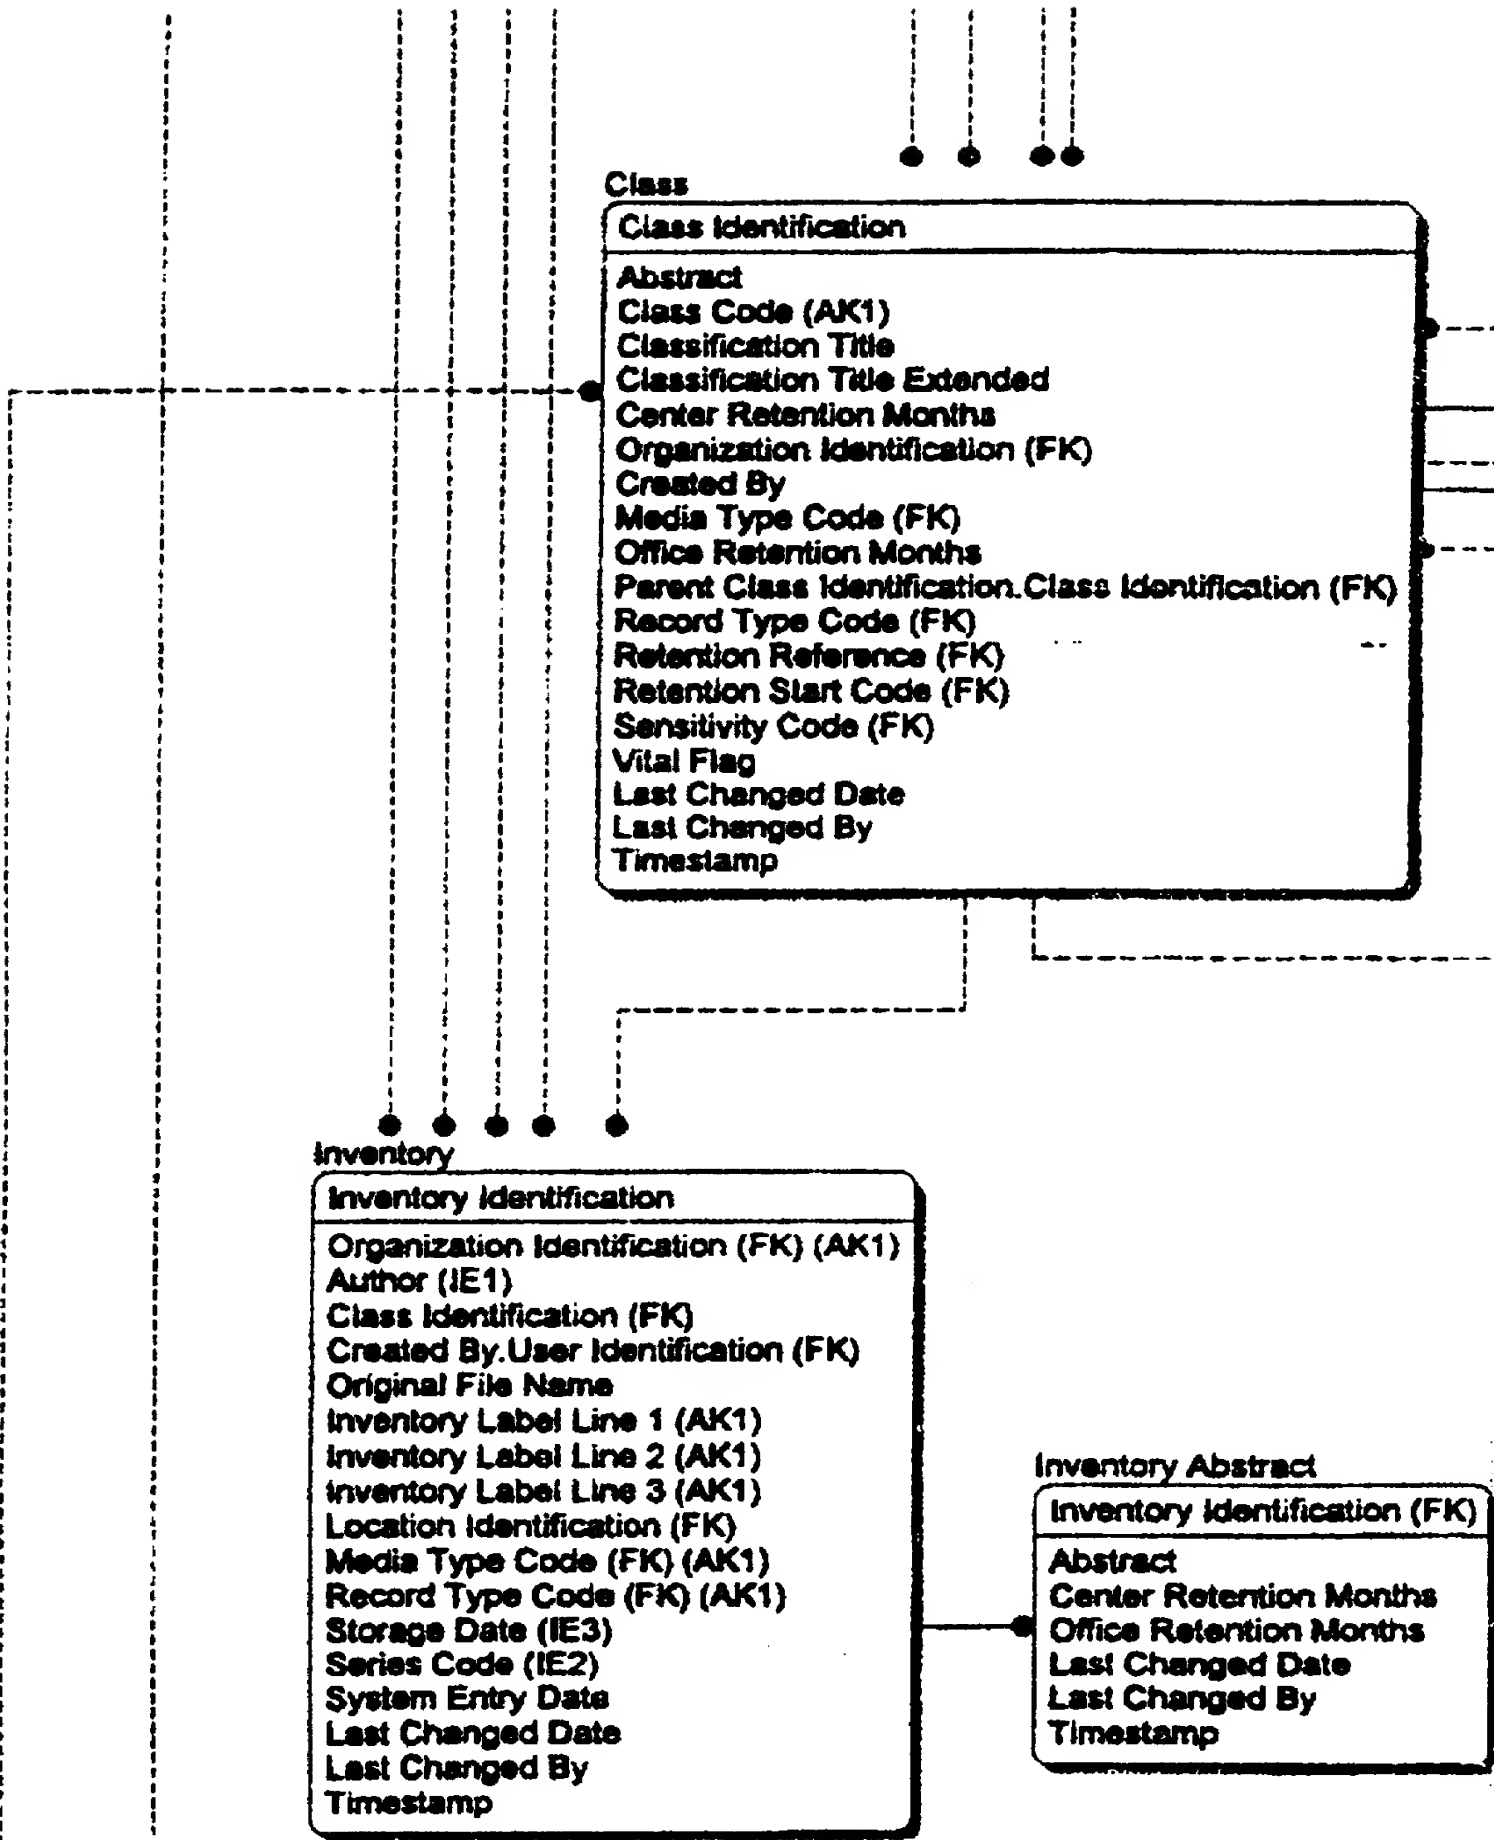 Class
Class Identification
Abstract
Class Code (AK1)
Classification Title
Classification Title Extended
Center Retention Months
Organization Identification (FK)
Created By
Media Type Code (FK)
Office Retention Months
Parent Class Identification.Class Identification (FK)
Record Type Code (FK)
Retention Reference (FK)
Retention Start Code (FK)
Sensitivity Code (FK)
Vital Flag
Last Changed Date
Last Changed By
Timestamp
Inventory
Inventory Identification
Organization Identification (FK) (AK1)
Author (IE1)
Class Identification (FK)
Created By.User Identification (FK)
Original File Name
Inventory Label Line 1 (AK1)
Inventory Label Line 2 (AK1)
Inventory Label Line 3 (AK1)
Location Identification (FK)
Media Type Code (FK) (AK1)
Record Type Code (FK) (AK1)
Storage Date (IE3)
Series Code (IE2)
System Entry Date
Last Changed Date
Last Changed By
Timestamp
Inventory Abstract
Inventory Identification (FK)
Abstract
Center Retention Months
Office Retention Months
Last Changed Date
Last Changed By
Timestamp